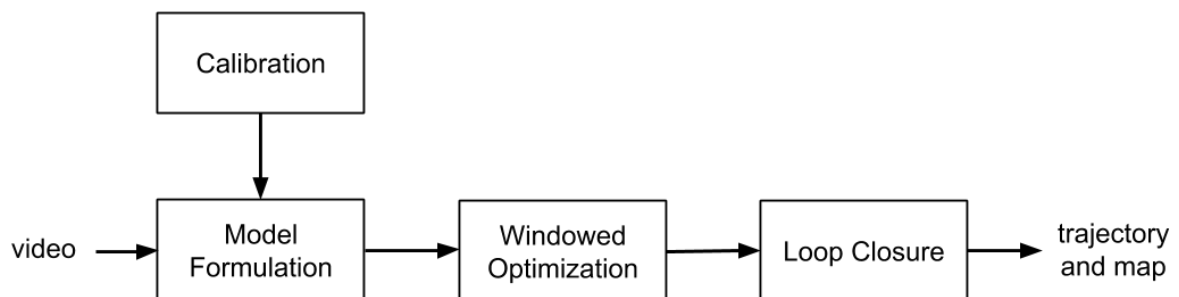 Calibration
video
Model
Formulation
Windowed
Optimization
Loop Closure
trajectory
and map